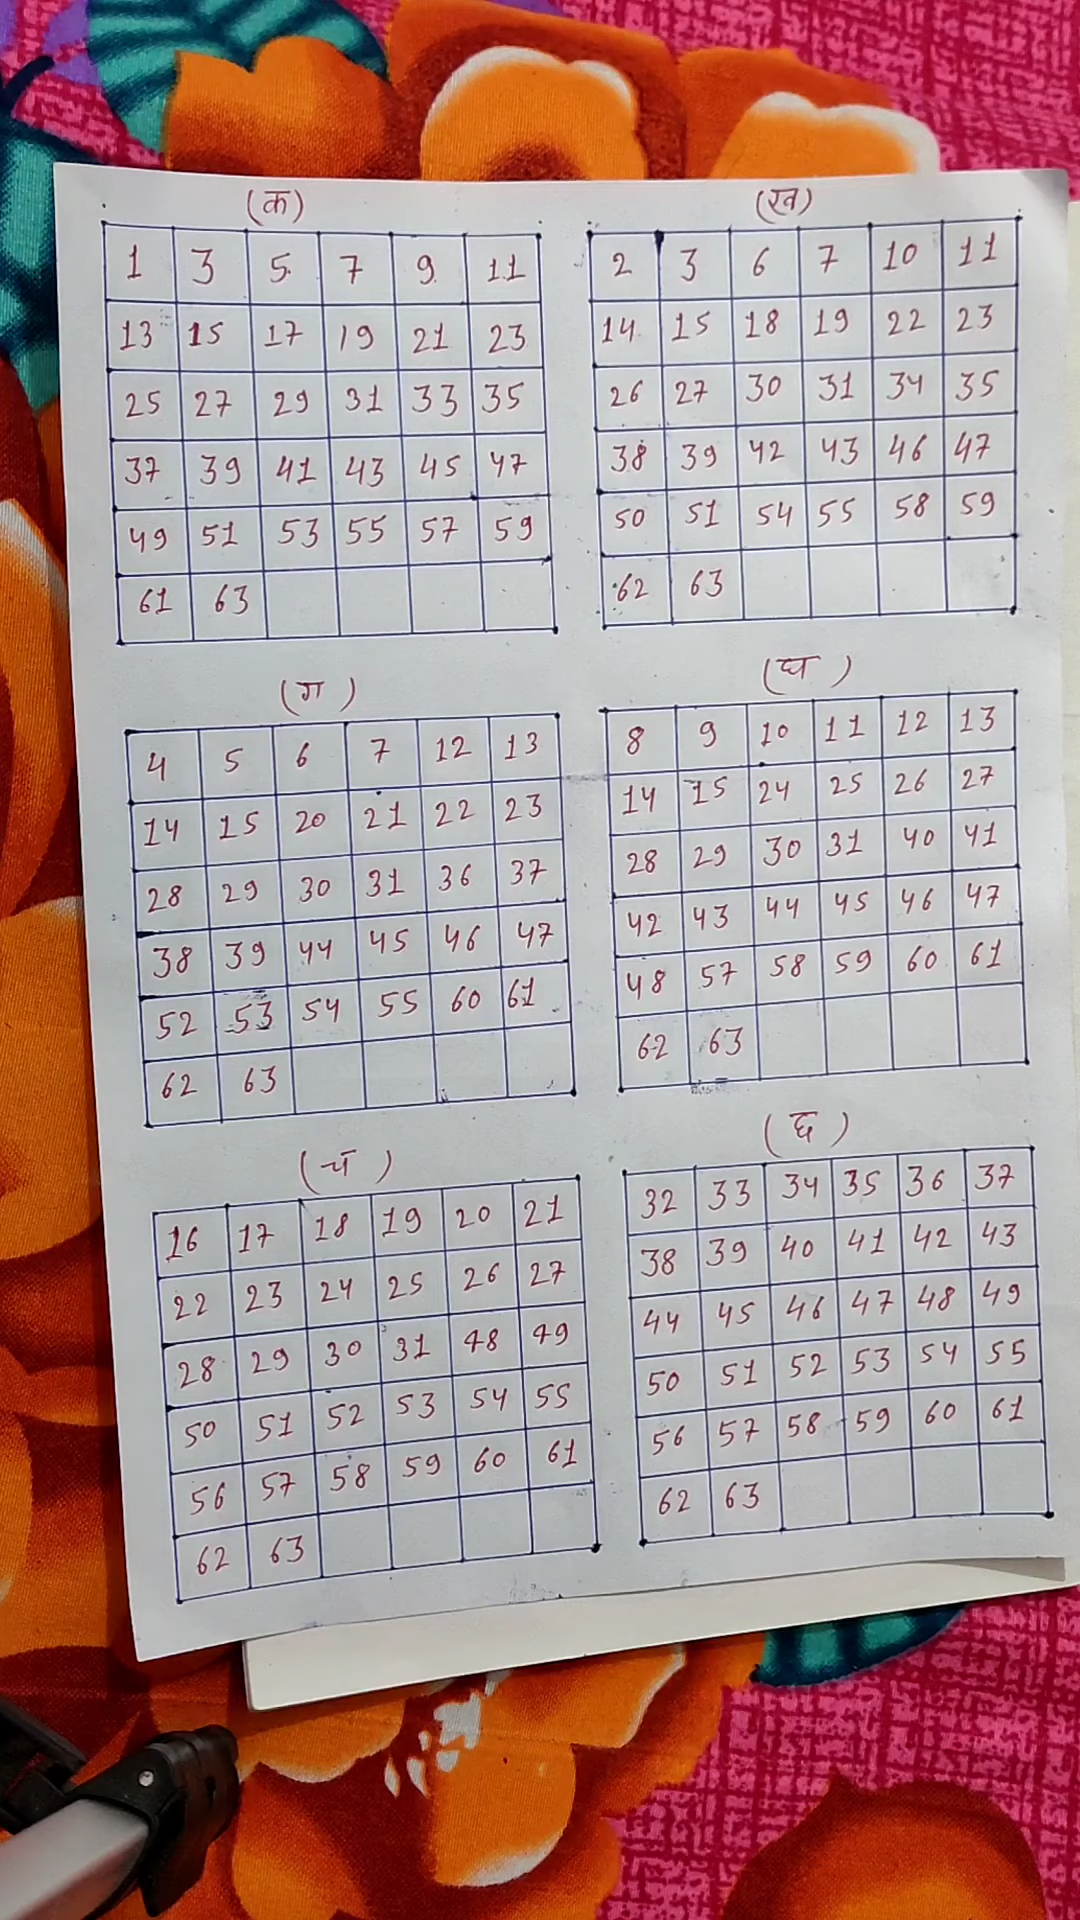 (क)
1 3 5 7 9 11
13 15 17 19 21 23
25 27 29 31 33 35
37 39 41 43 45 47
49 51 53 55 57 59
61 63
(ख)
2 3 6 7 10 11
14 15 18 19 22 23
26 27 30 31 34 35
38 39 42 43 46 47
50 51 54 55 58 59
62 63
(ग)
4 5 6 7 12 13
14 15 20 21 22 23
28 29 30 31 36 37
38 39 44 45 46 47
52 53 54 55 60 61
62 63
(घ)
8 9 10 11 12 13
14 15 24 25 26 27
28 29 30 31 40 41
42 43 44 45 46 47
48 57 58 59 60 61
62 63
(च)
16 17 18 19 20 21
22 23 24 25 26 27
28 29 30 31 48 49
50 51 52 53 54 55
56 57 58 59 60 61
62 63
(छ)
32 33 34 35 36 37
38 39 40 41 42 43
44 45 46 47 48 49
50 51 52 53 54 55
56 57 58 59 60 61
62 63